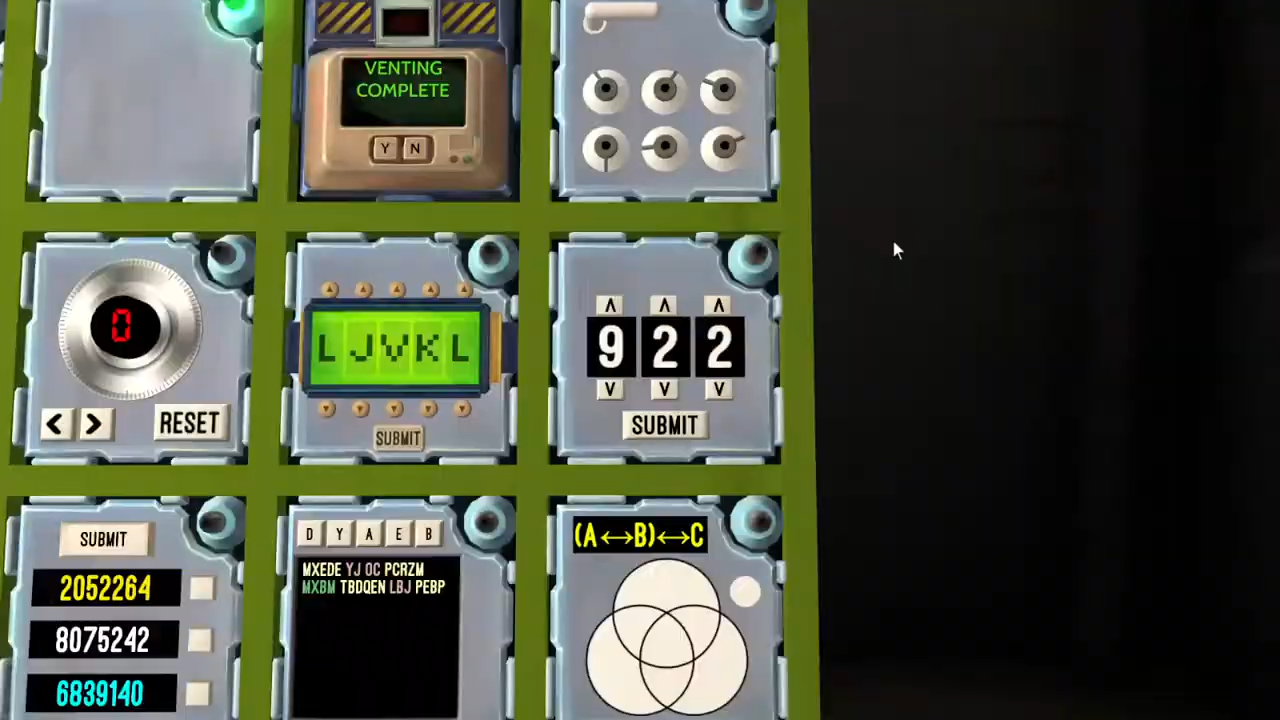 VENTING
COMPLETE
Y N
0
< >
RESET
LJVKL
SUBMIT
922
SUBMIT
SUBMIT
2052264
8075242
6839140
D Y A E B
MXEDE YJ OC PCRZM
MXBM TBDQEN LBJ PEBP
(A↔B)↔C